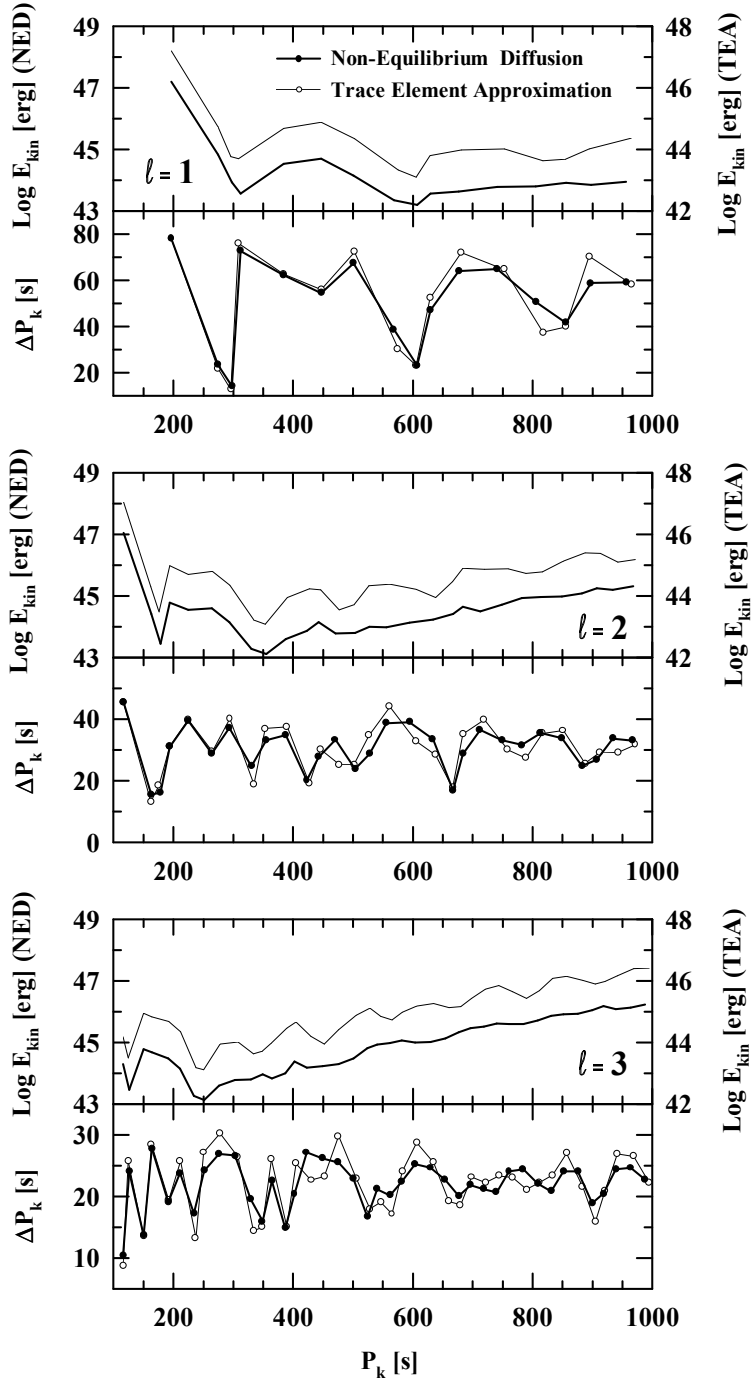 49 48
Non-Equilibrium Diffusion
Trace Element Approximation
47 46
45 44
43 42
Log E_kin [erg] (NED)
Log E_kin [erg] (TEA)
ℓ = 1
80
60
40
20
ΔP_k [s]
200 400 600 800 1000
49 48
47 46
45 44
43 42
Log E_kin [erg] (NED)
Log E_kin [erg] (TEA)
ℓ = 2
40
20
0
ΔP_k [s]
200 400 600 800 1000
49 48
47 46
45 44
43 42
Log E_kin [erg] (NED)
Log E_kin [erg] (TEA)
ℓ = 3
30
20
10
ΔP_k [s]
200 400 600 800 1000
P_k [s]